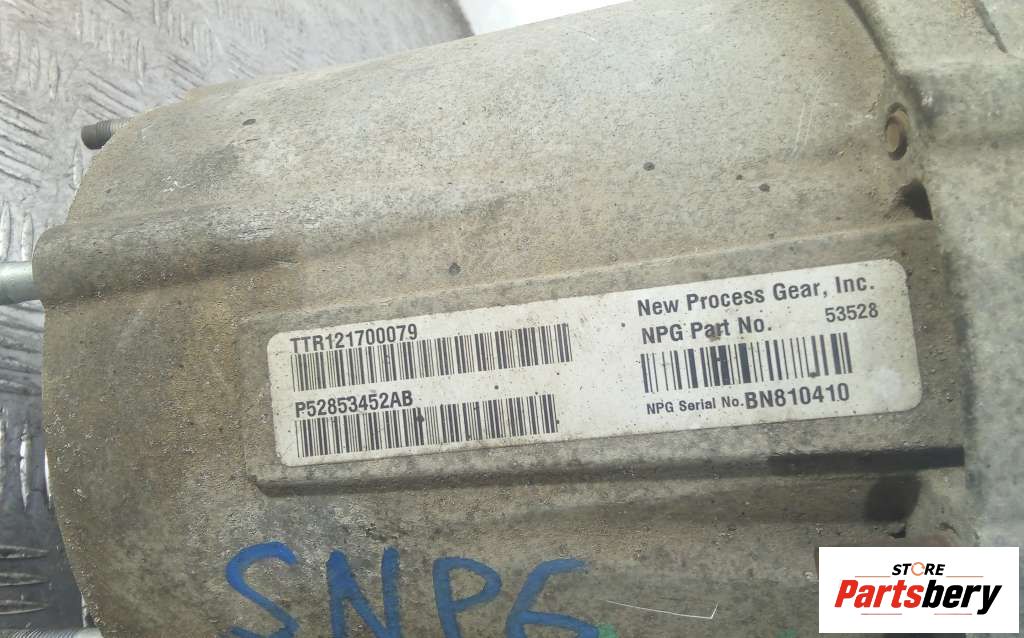 TTR121700079
P52853452AB
New Process Gear, Inc.
NPG Part No. 53528
NPG Serial No. BN810410
SNP6
STORE
Partsbery